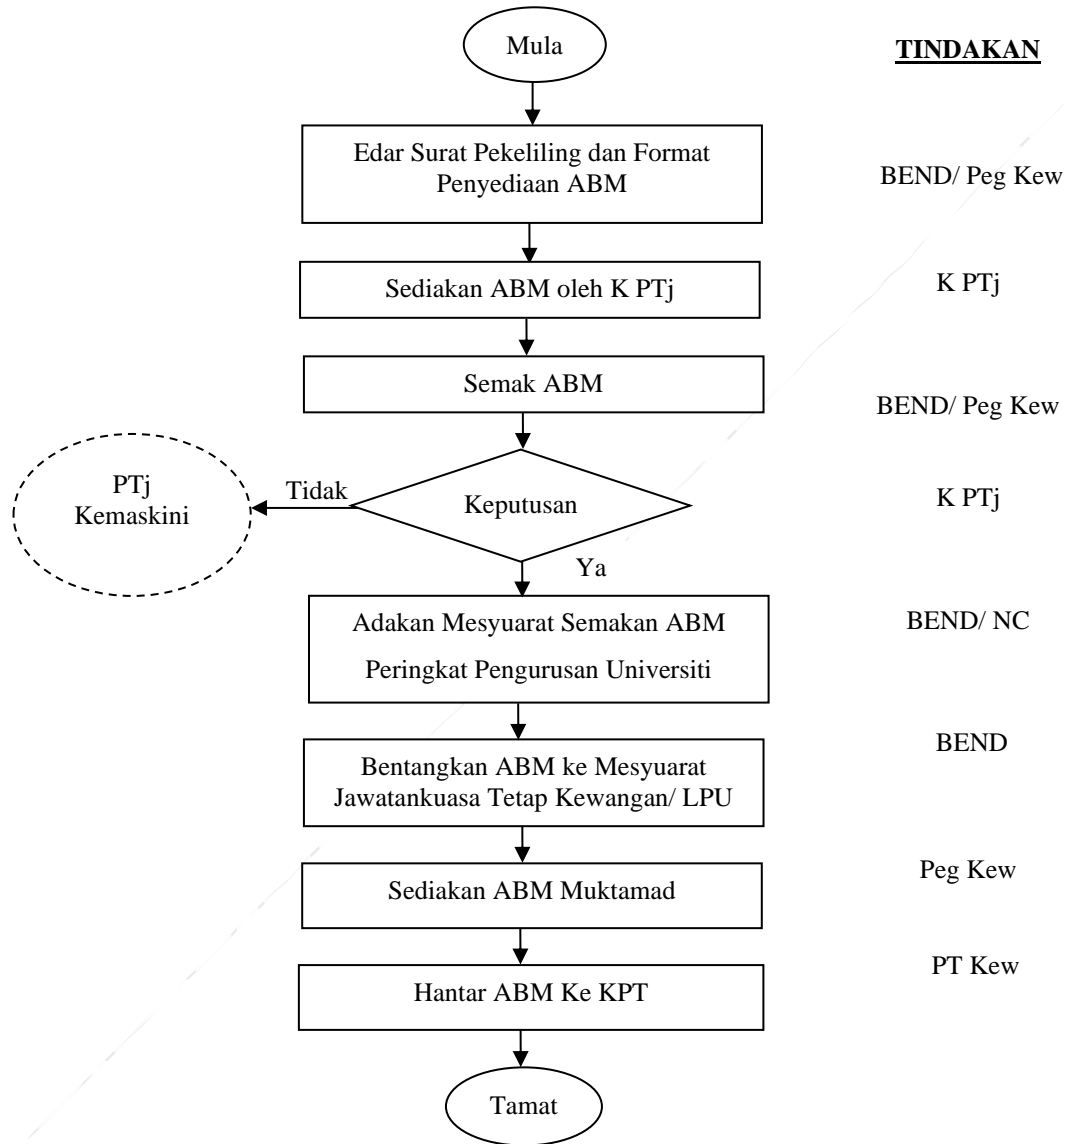 Mula
TINDAKAN
Edar Surat Pekeliling dan Format
Penyediaan ABM
BEND/ Peg Kew
Sediakan ABM oleh K PTj
K PTj
Semak ABM
BEND/ Peg Kew
PTj
Kemaskini
Tidak
Keputusan
K PTj
Ya
Adakan Mesyuarat Semakan ABM
Peringkat Pengurusan Universiti
BEND/ NC
Bentangkan ABM ke Mesyuarat
Jawatankuasa Tetap Kewangan/ LPU
BEND
Sediakan ABM Muktamad
Peg Kew
Hantar ABM Ke KPT
PT Kew
Tamat